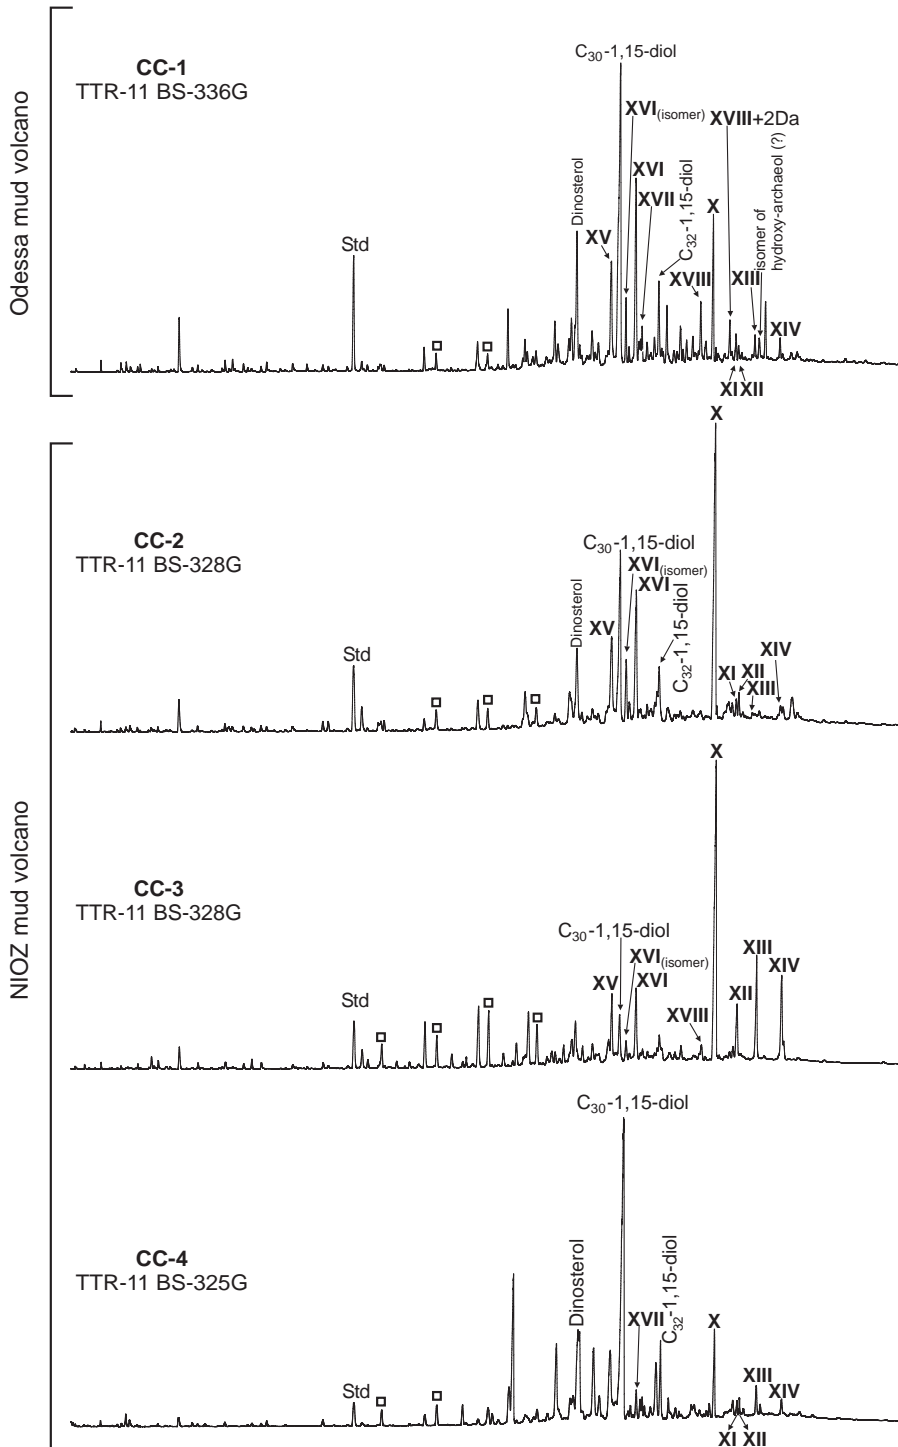 Odessa mud volcano
CC-1
TTR-11 BS-336G
Std
Dinosterol
XV
C30-1,15-diol
XVI(isomer)
XVI
XVII
C32-1,15-diol
XVIII
X
XVIII+2Da
XIII
isomer of
hydroxy-archaeol (?)
XIV
XI XII
NIOZ mud volcano
CC-2
TTR-11 BS-328G
Std
Dinosterol
XV
C30-1,15-diol
XVI(isomer)
XVI
C32-1,15-diol
X
XI
XII
XIII
XIV
CC-3
TTR-11 BS-328G
Std
XV
C30-1,15-diol
XVI(isomer)
XVI
XVIII
X
XII
XIII
XIV
CC-4
TTR-11 BS-325G
Std
Dinosterol
C30-1,15-diol
XVII
C32-1,15-diol
X
XIII
XIV
XI XII